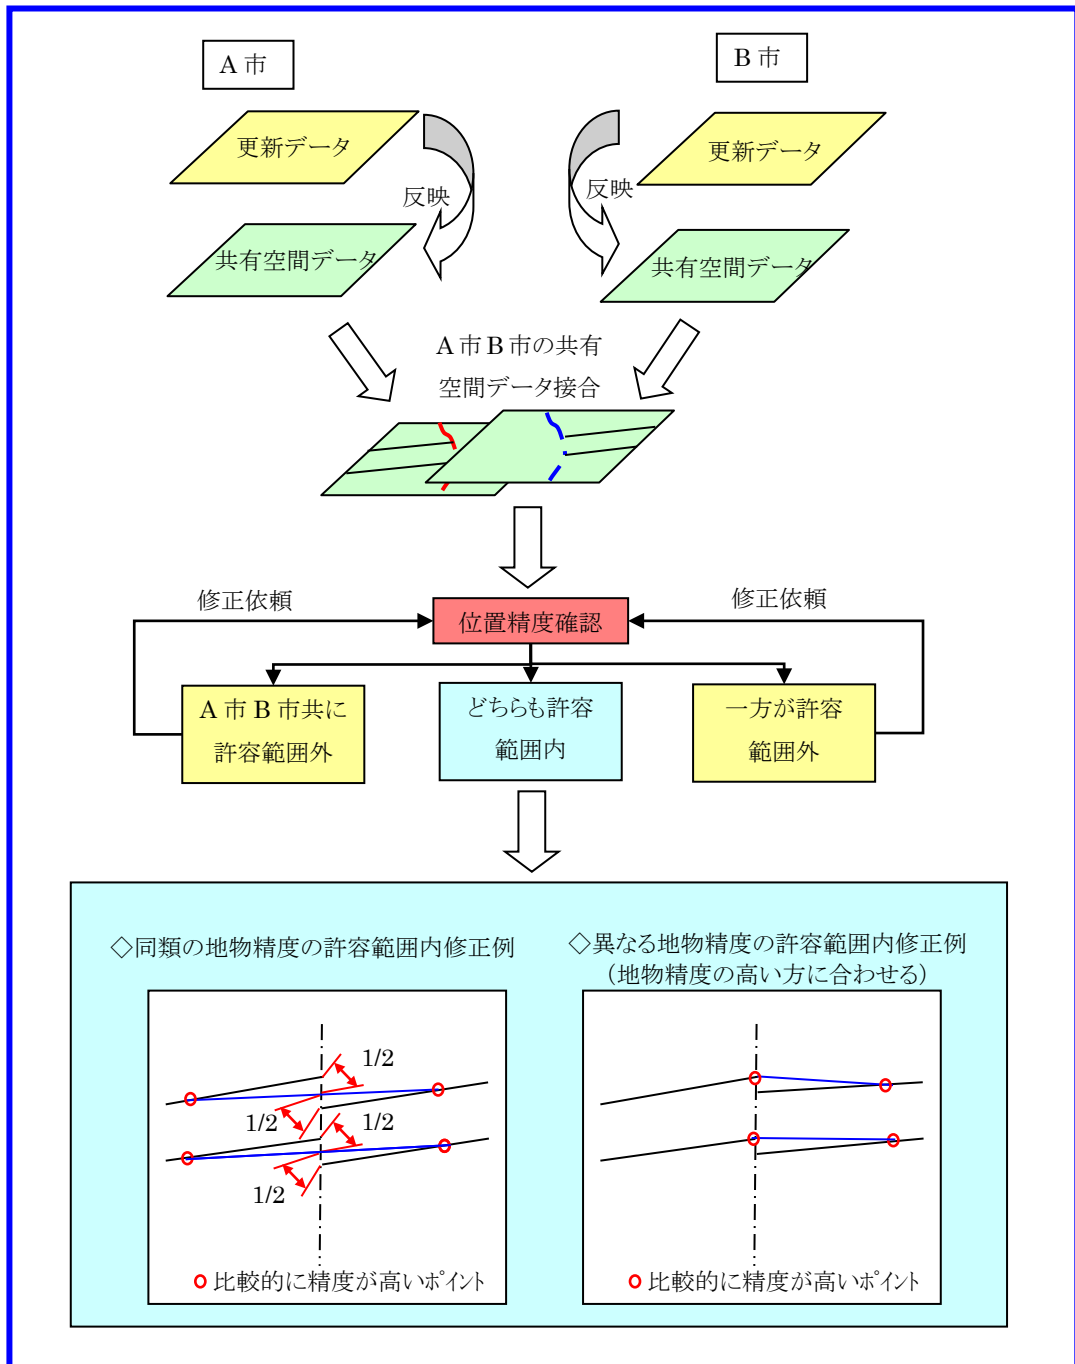 A 市
B 市
更新データ
更新データ
反映
反映
共有空間データ
共有空間データ
A 市 B 市の共有
空間データ接合
修正依頼
修正依頼
位置精度確認
A 市 B 市共に
許容範囲外
どちらも許容
範囲内
一方が許容
範囲外
◇同類の地物精度の許容範囲内修正例
◇異なる地物精度の許容範囲内修正例
(地物精度の高い方に合わせる)
1/2
1/2
1/2
1/2
比較的に精度が高いポイント
比較的に精度が高いポイント